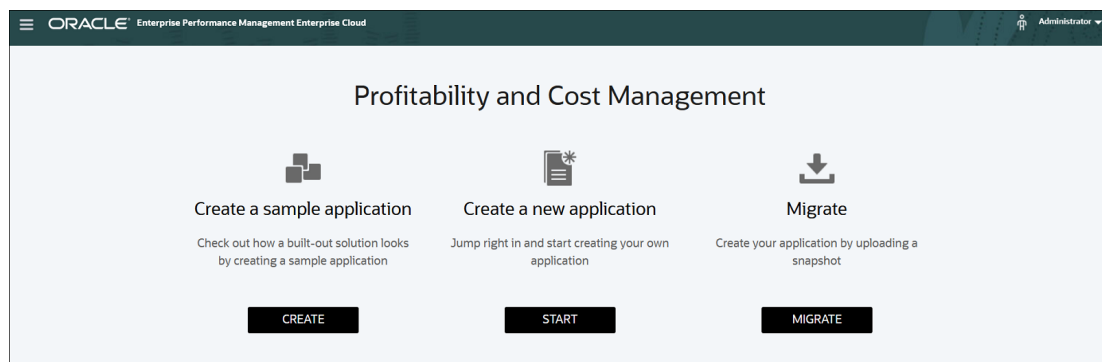 ORACLE® Enterprise Performance Management Enterprise Cloud
Administrator
Profitability and Cost Management
Create a sample application
Check out how a built-out solution looks
by creating a sample application
CREATE
Create a new application
Jump right in and start creating your own
application
START
Migrate
Create your application by uploading a
snapshot
MIGRATE